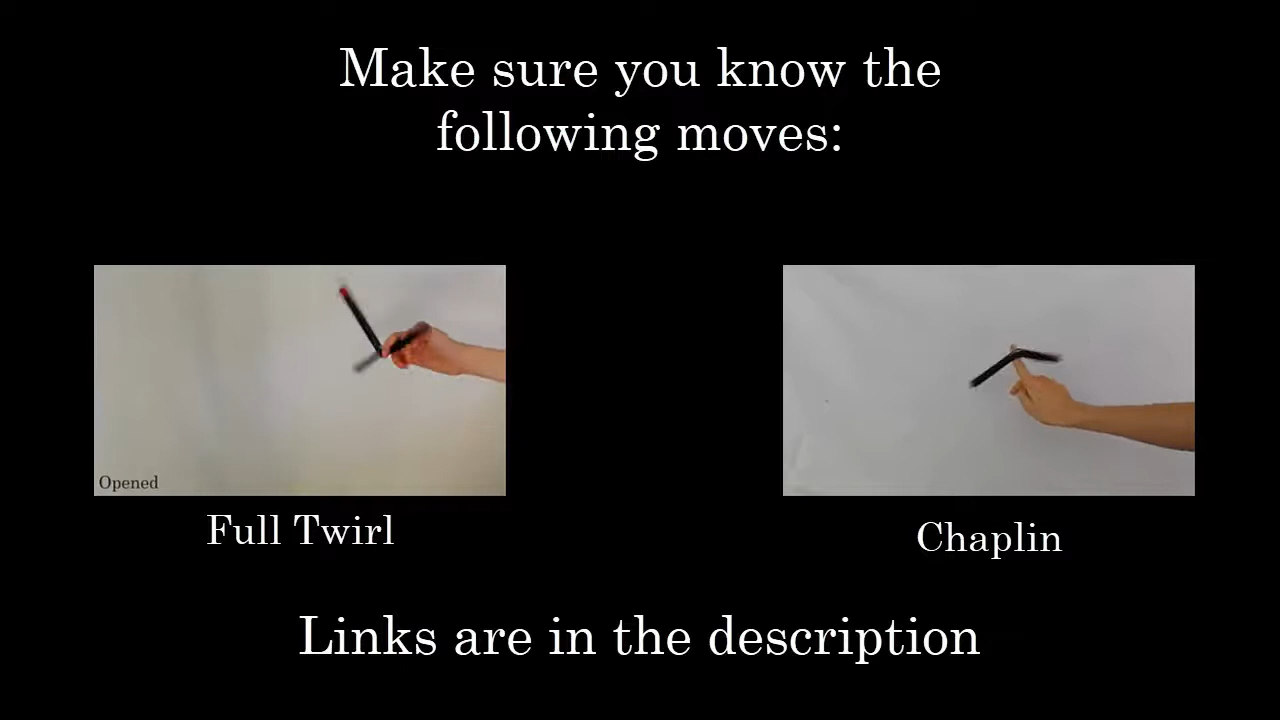 Make sure you know the
following moves:
Opened
Full Twirl
Chaplin
Links are in the description